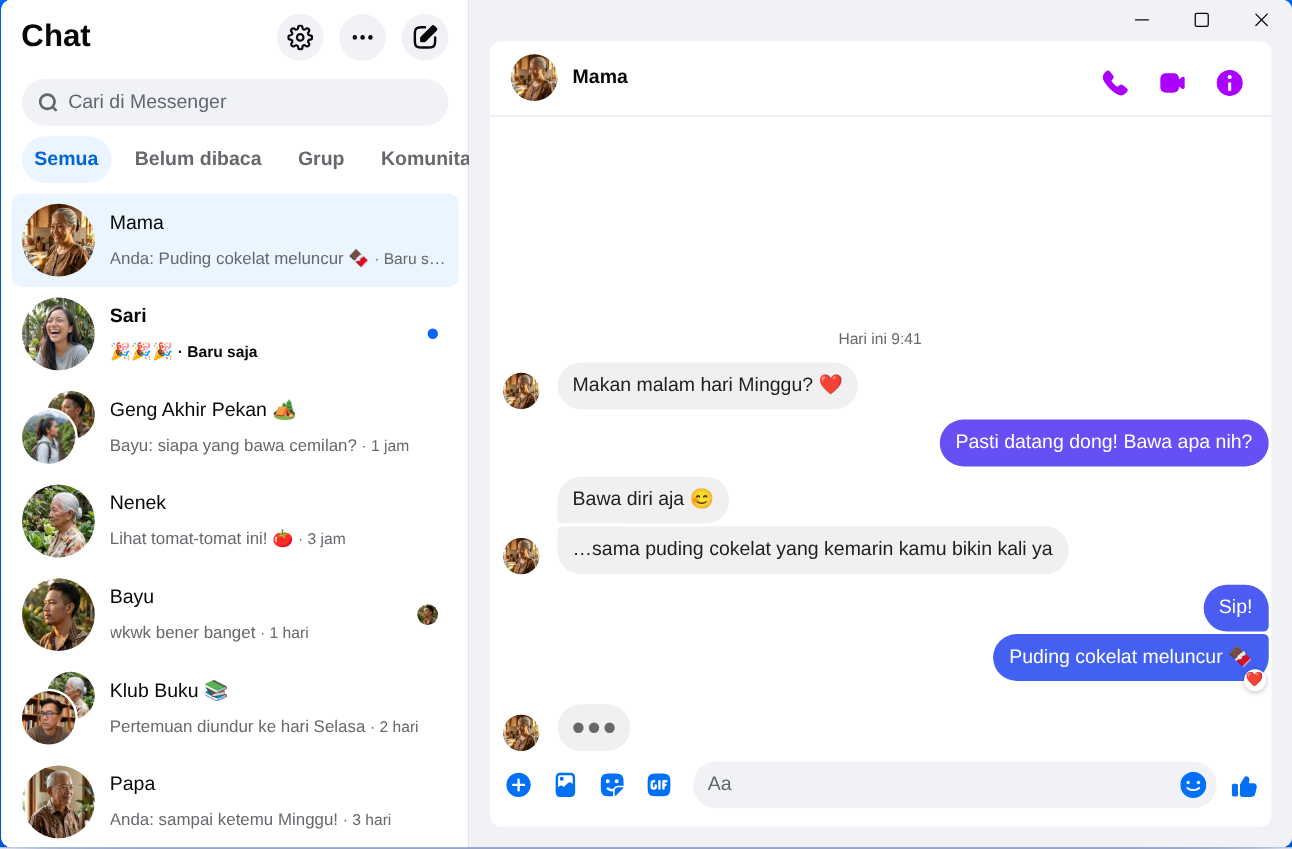 Chat
Cari di Messenger
Semua Belum dibaca Grup Komunita
Mama
Anda: Puding cokelat meluncur 🍫 · Baru s…
Sari
🎉🎉🎉 · Baru saja
Geng Akhir Pekan 🏕️
Bayu: siapa yang bawa cemilan? · 1 jam
Nenek
Lihat tomat-tomat ini! 🍅 · 3 jam
Bayu
wkwk bener banget · 1 hari
Klub Buku 📚
Pertemuan diundur ke hari Selasa · 2 hari
Papa
Anda: sampai ketemu Minggu! · 3 hari
Mama
Hari ini 9:41
Makan malam hari Minggu? ❤️
Pasti datang dong! Bawa apa nih?
Bawa diri aja 😊
…sama puding cokelat yang kemarin kamu bikin kali ya
Sip!
Puding cokelat meluncur 🍫
❤️
GIF
Aa